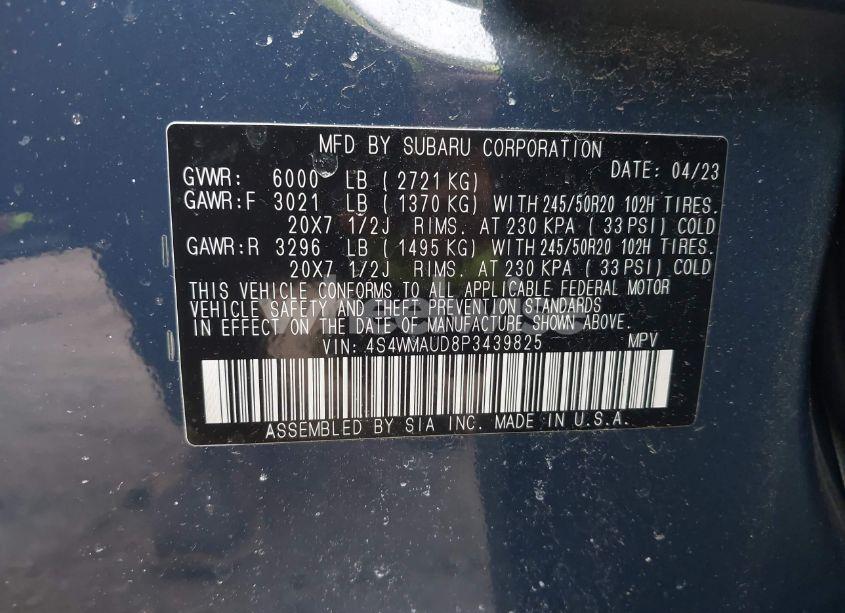 MFD BY SUBARU CORPORATION
DATE: 04/23
GVWR: 6000 LB ( 2721 KG)
GAWR:F 3021 LB ( 1370 KG) WITH 245/50R20 102H TIRES.
20X7 1/2J RIMS. AT 230 KPA ( 33 PSI) COLD
GAWR:R 3296 LB ( 1495 KG) WITH 245/50R20 102H TIRES.
20X7 1/2J RIMS. AT 230 KPA ( 33 PSI) COLD
THIS VEHICLE CONFORMS TO ALL APPLICABLE FEDERAL MOTOR
VEHICLE SAFETY AND THEFT PREVENTION STANDARDS
IN EFFECT ON THE DATE OF MANUFACTURE SHOWN ABOVE.
VIN: 4S4WMAUD8P3439825 MPV
ASSEMBLED BY SIA INC. MADE IN U.S.A.